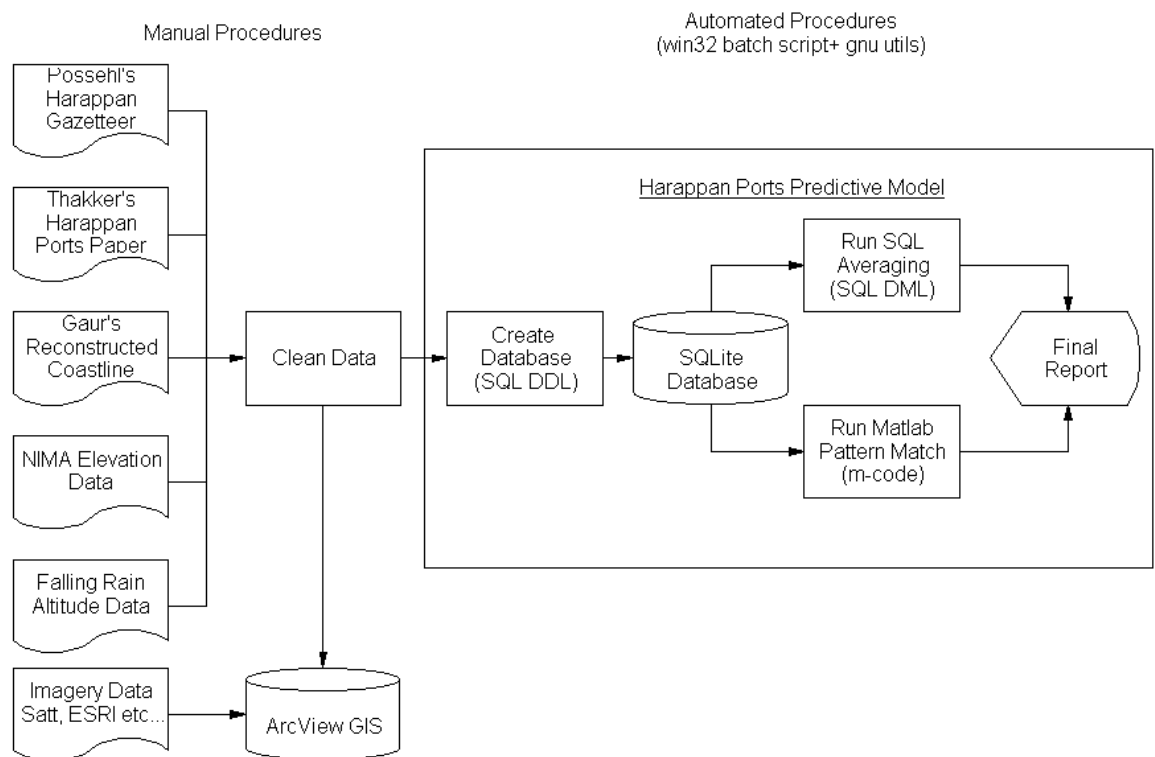 Manual Procedures
Automated Procedures
(win32 batch script+ gnu utils)
Possehl's
Harappan
Gazetteer
Thakker's
Harappan
Ports Paper
Gaur's
Reconstructed
Coastline
NIMA Elevation
Data
Falling Rain
Altitude Data
Imagery Data
Satt, ESRI etc...
Clean Data
ArcView GIS
Harappan Ports Predictive Model
Create
Database
(SQL DDL)
SQLite
Database
Run SQL
Averaging
(SQL DML)
Run Matlab
Pattern Match
(m-code)
Final
Report